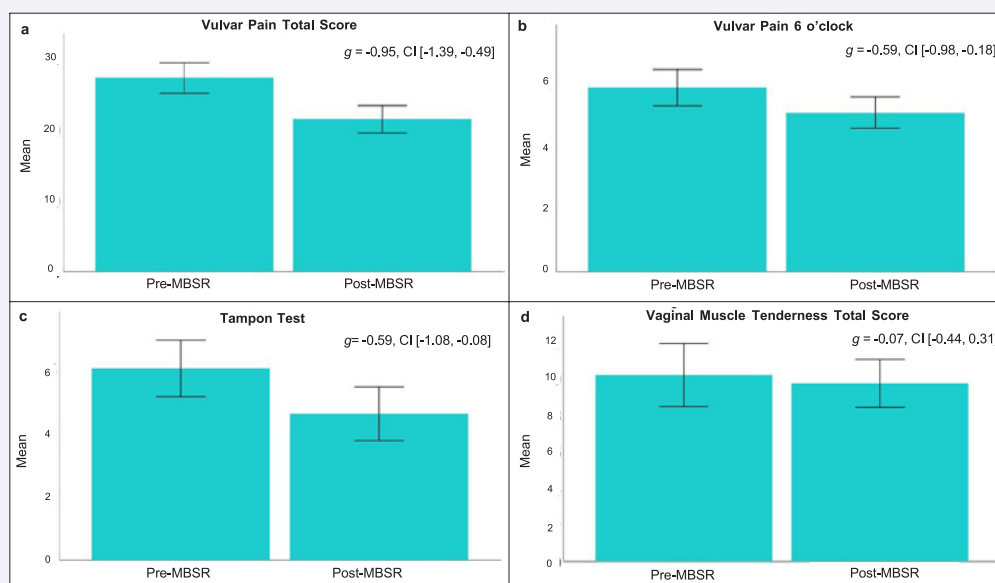 a
Vulvar Pain Total Score
g = -0.95, CI [-1.39, -0.49]
30
20
10
0
Mean
Pre-MBSR Post-MBSR
b
Vulvar Pain 6 o'clock
g = -0.59, CI [-0.98, -0.18]
6
4
2
0
Mean
Pre-MBSR Post-MBSR
c
Tampon Test
g= -0.59, CI [-1.08, -0.08]
6
4
2
0
Mean
Pre-MBSR Post-MBSR
d
Vaginal Muscle Tenderness Total Score
g = -0.07, CI [-0.44, 0.31]
12
10
8
6
4
2
0
Mean
Pre-MBSR Post-MBSR